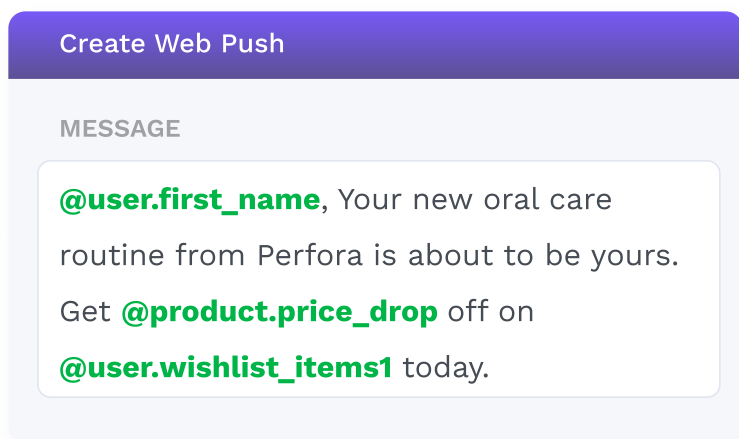 Create Web Push
MESSAGE
@user.first_name, Your new oral care
routine from Perfora is about to be yours.
Get @product.price_drop off on
@user.wishlist_items1 today.